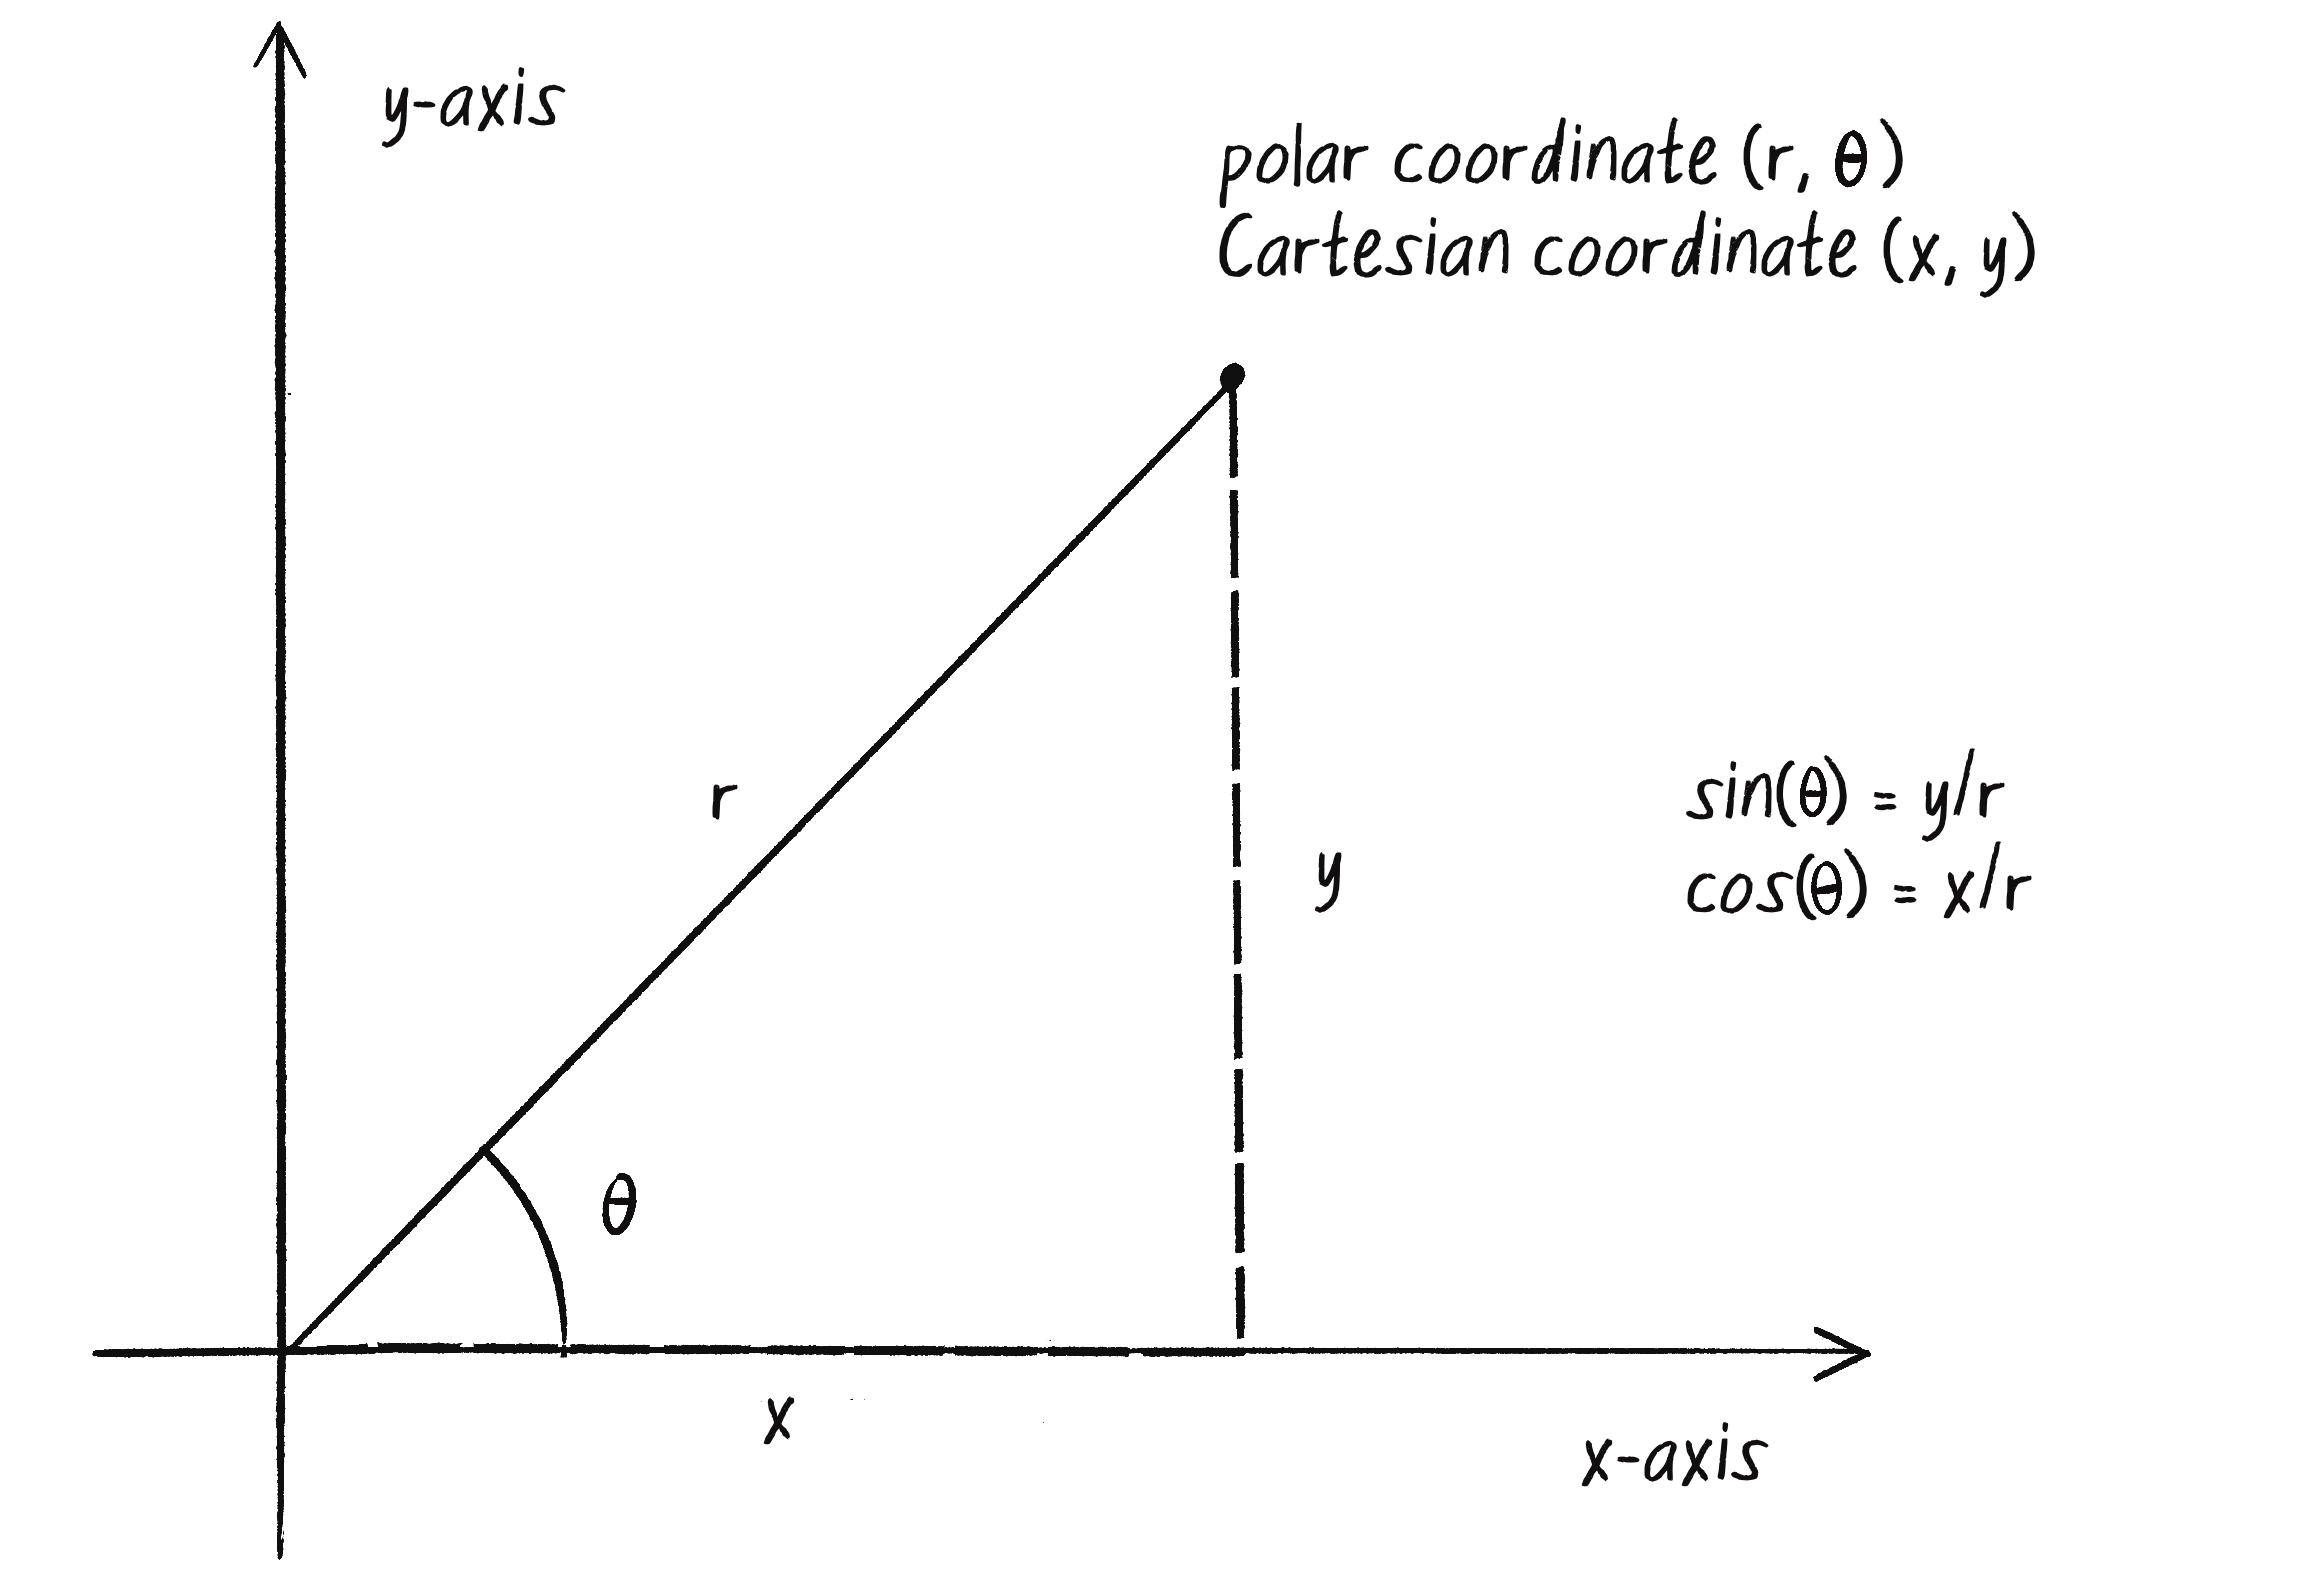 y-axis
polar coordinate (r, θ)
Cartesian coordinate (x, y)
r
y
sin(θ) = y/r
cos(θ) = x/r
θ
x
x-axis